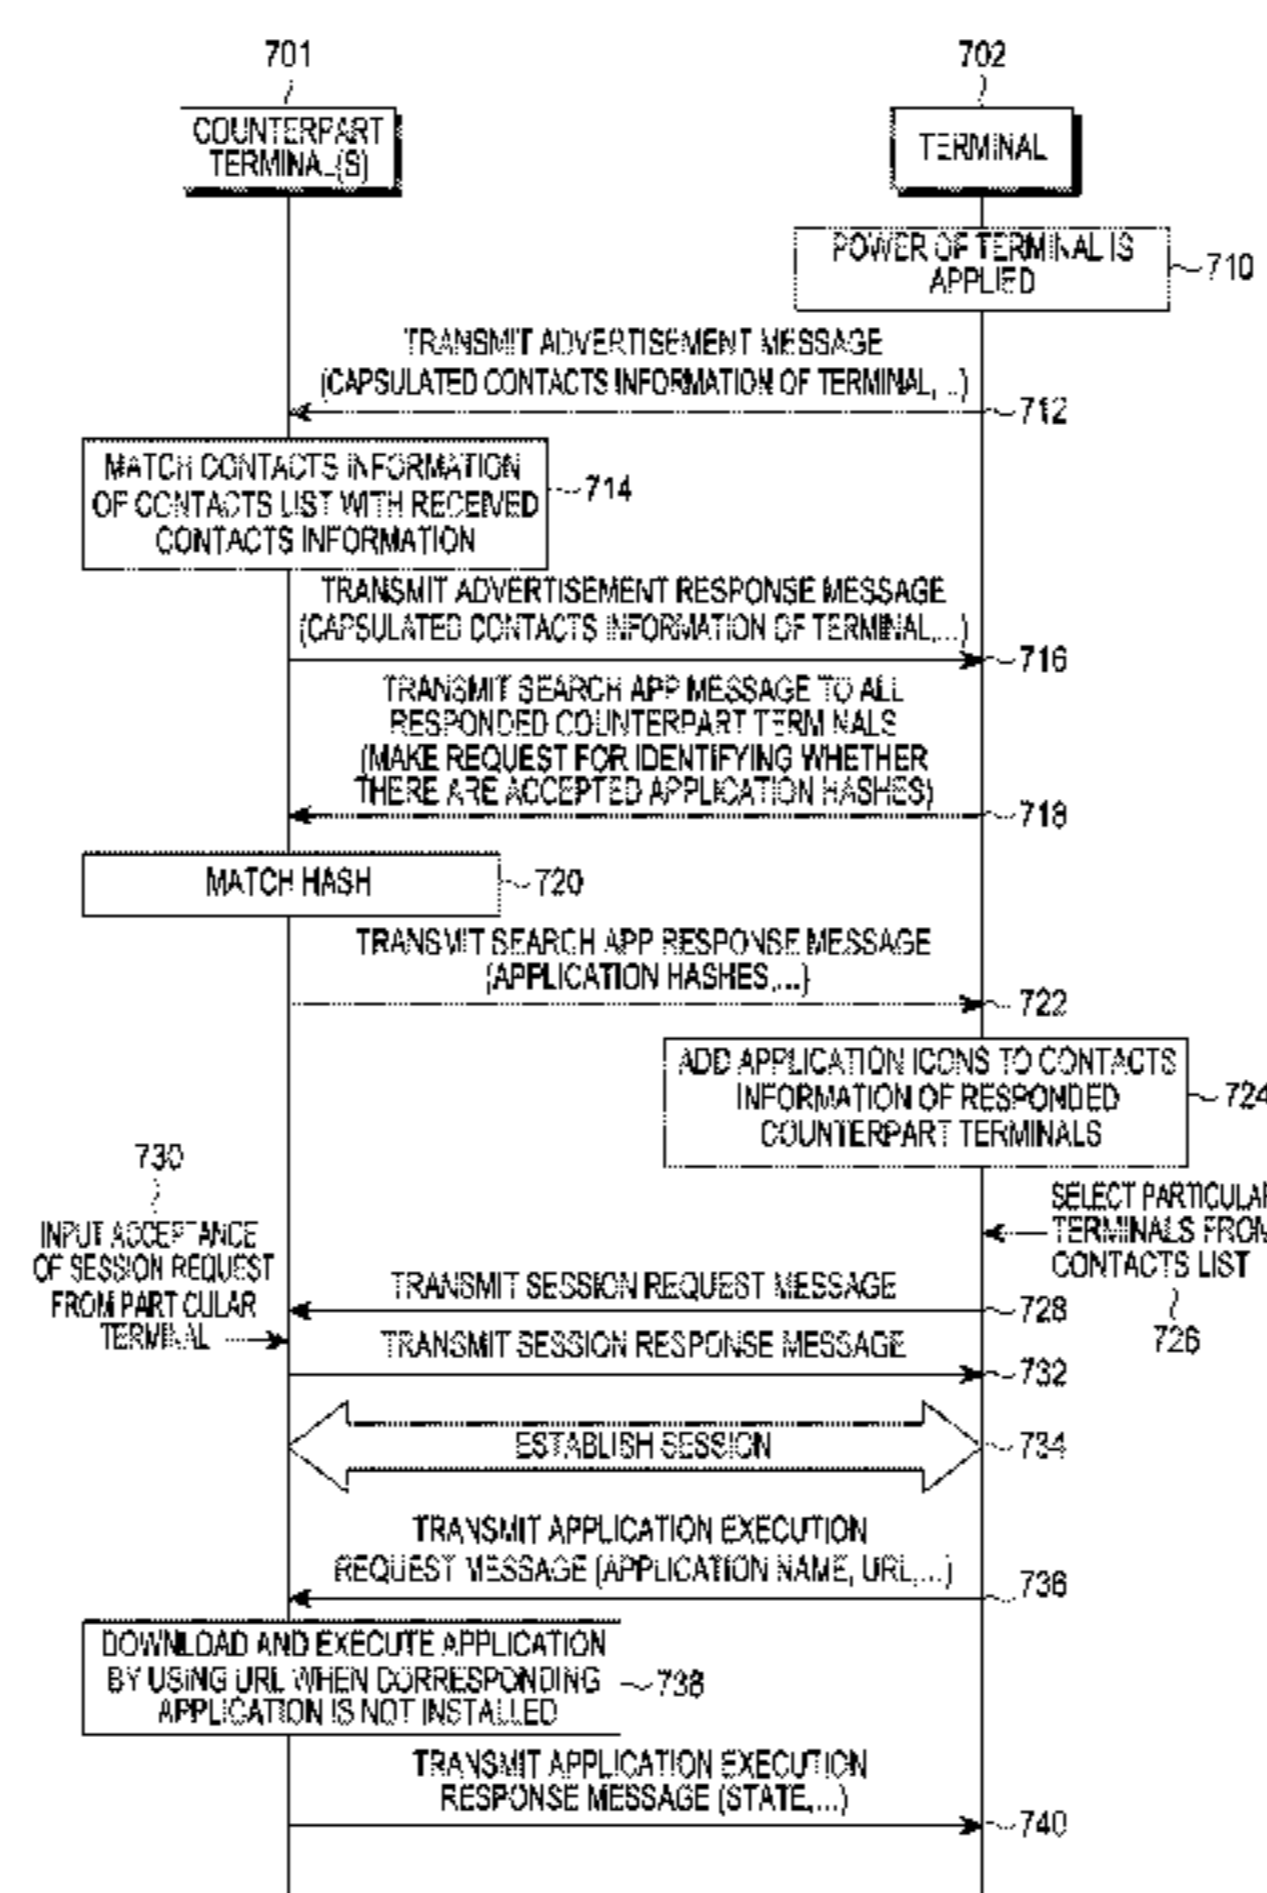 701
702
COUNTERPART
TERMINAL(S)
TERMINAL
POWER OF TERMINAL IS
APPLIED
710
TRANSMIT ADVERTISEMENT MESSAGE
(CAPSULATED CONTACTS INFORMATION OF TERMINAL, ..)
712
MATCH CONTACTS INFORMATION
OF CONTACTS LIST WITH RECEIVED
CONTACTS INFORMATION
714
TRANSMIT ADVERTISEMENT RESPONSE MESSAGE
(CAPSULATED CONTACTS INFORMATION OF TERMINAL,...)
716
TRANSMIT SEARCH APP MESSAGE TO ALL
RESPONDED COUNTERPART TERMINALS
(MAKE REQUEST FOR IDENTIFYING WHETHER
THERE ARE ACCEPTED APPLICATION HASHES)
718
MATCH HASH
720
TRANSMIT SEARCH APP RESPONSE MESSAGE
(APPLICATION HASHES,...)
722
ADD APPLICATION ICONS TO CONTACTS
INFORMATION OF RESPONDED
COUNTERPART TERMINALS
724
730
INPUT ACCEPTANCE
OF SESSION REQUEST
FROM PARTICULAR
TERMINAL
SELECT PARTICULAR
TERMINALS FROM
CONTACTS LIST
726
TRANSMIT SESSION REQUEST MESSAGE
728
TRANSMIT SESSION RESPONSE MESSAGE
732
ESTABLISH SESSION
734
TRANSMIT APPLICATION EXECUTION
REQUEST MESSAGE (APPLICATION NAME, URL,...)
736
DOWNLOAD AND EXECUTE APPLICATION
BY USING URL WHEN CORRESPONDING
APPLICATION IS NOT INSTALLED
738
TRANSMIT APPLICATION EXECUTION
RESPONSE MESSAGE (STATE,...)
740